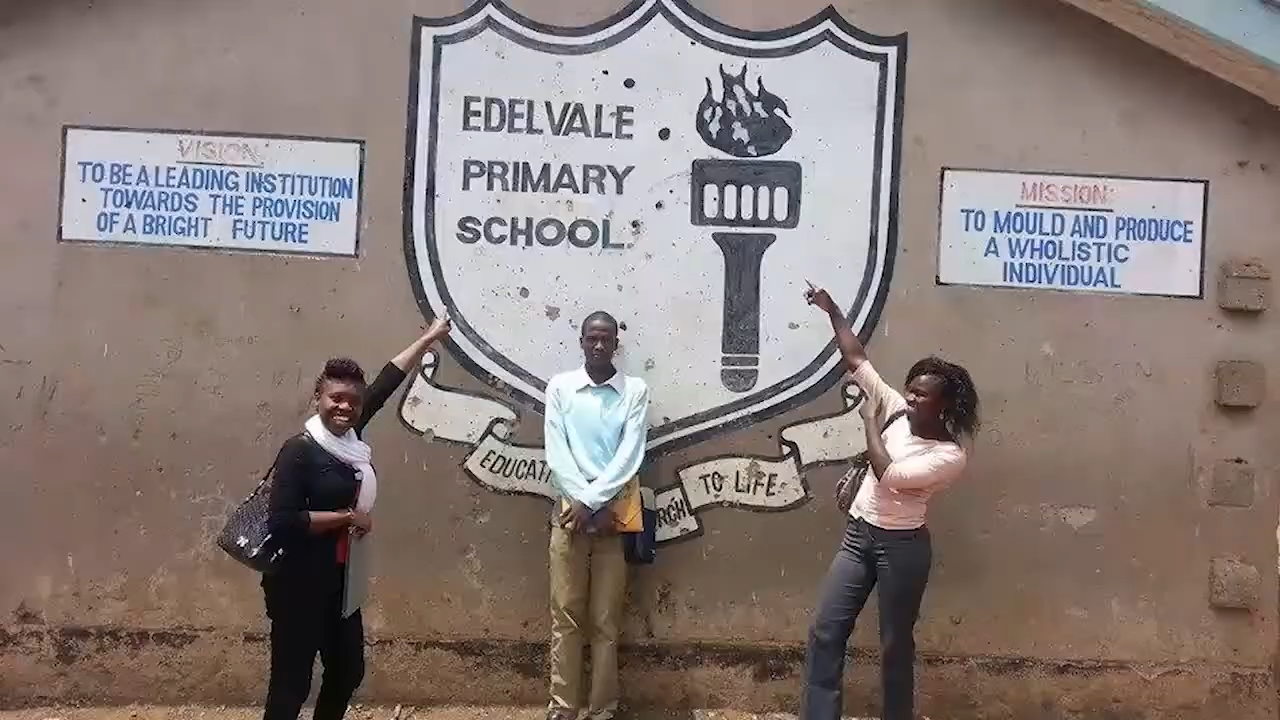 VISION
TO BE A LEADING INSTITUTION
TOWARDS THE PROVISION
OF A BRIGHT FUTURE
EDELVALE
PRIMARY
SCHOOL
MISSION:
TO MOULD AND PRODUCE
A WHOLISTIC
INDIVIDUAL
TO LIFE